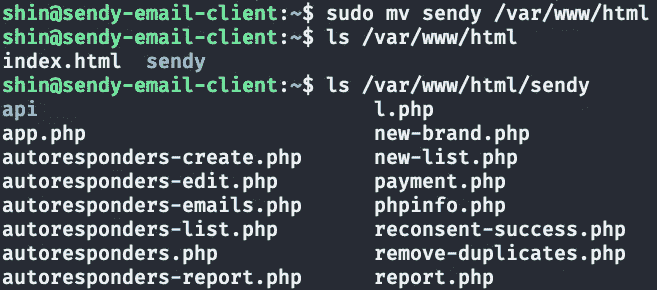 shin@sendy-email-client:~$ sudo mv sendy /var/www/html
shin@sendy-email-client:~$ ls /var/www/html
index.html  sendy
shin@sendy-email-client:~$ ls /var/www/html/sendy
api                            l.php
app.php                        new-brand.php
autoresponders-create.php      new-list.php
autoresponders-edit.php        payment.php
autoresponders-emails.php      phpinfo.php
autoresponders-list.php        reconsent-success.php
autoresponders.php             remove-duplicates.php
autoresponders-report.php      report.php